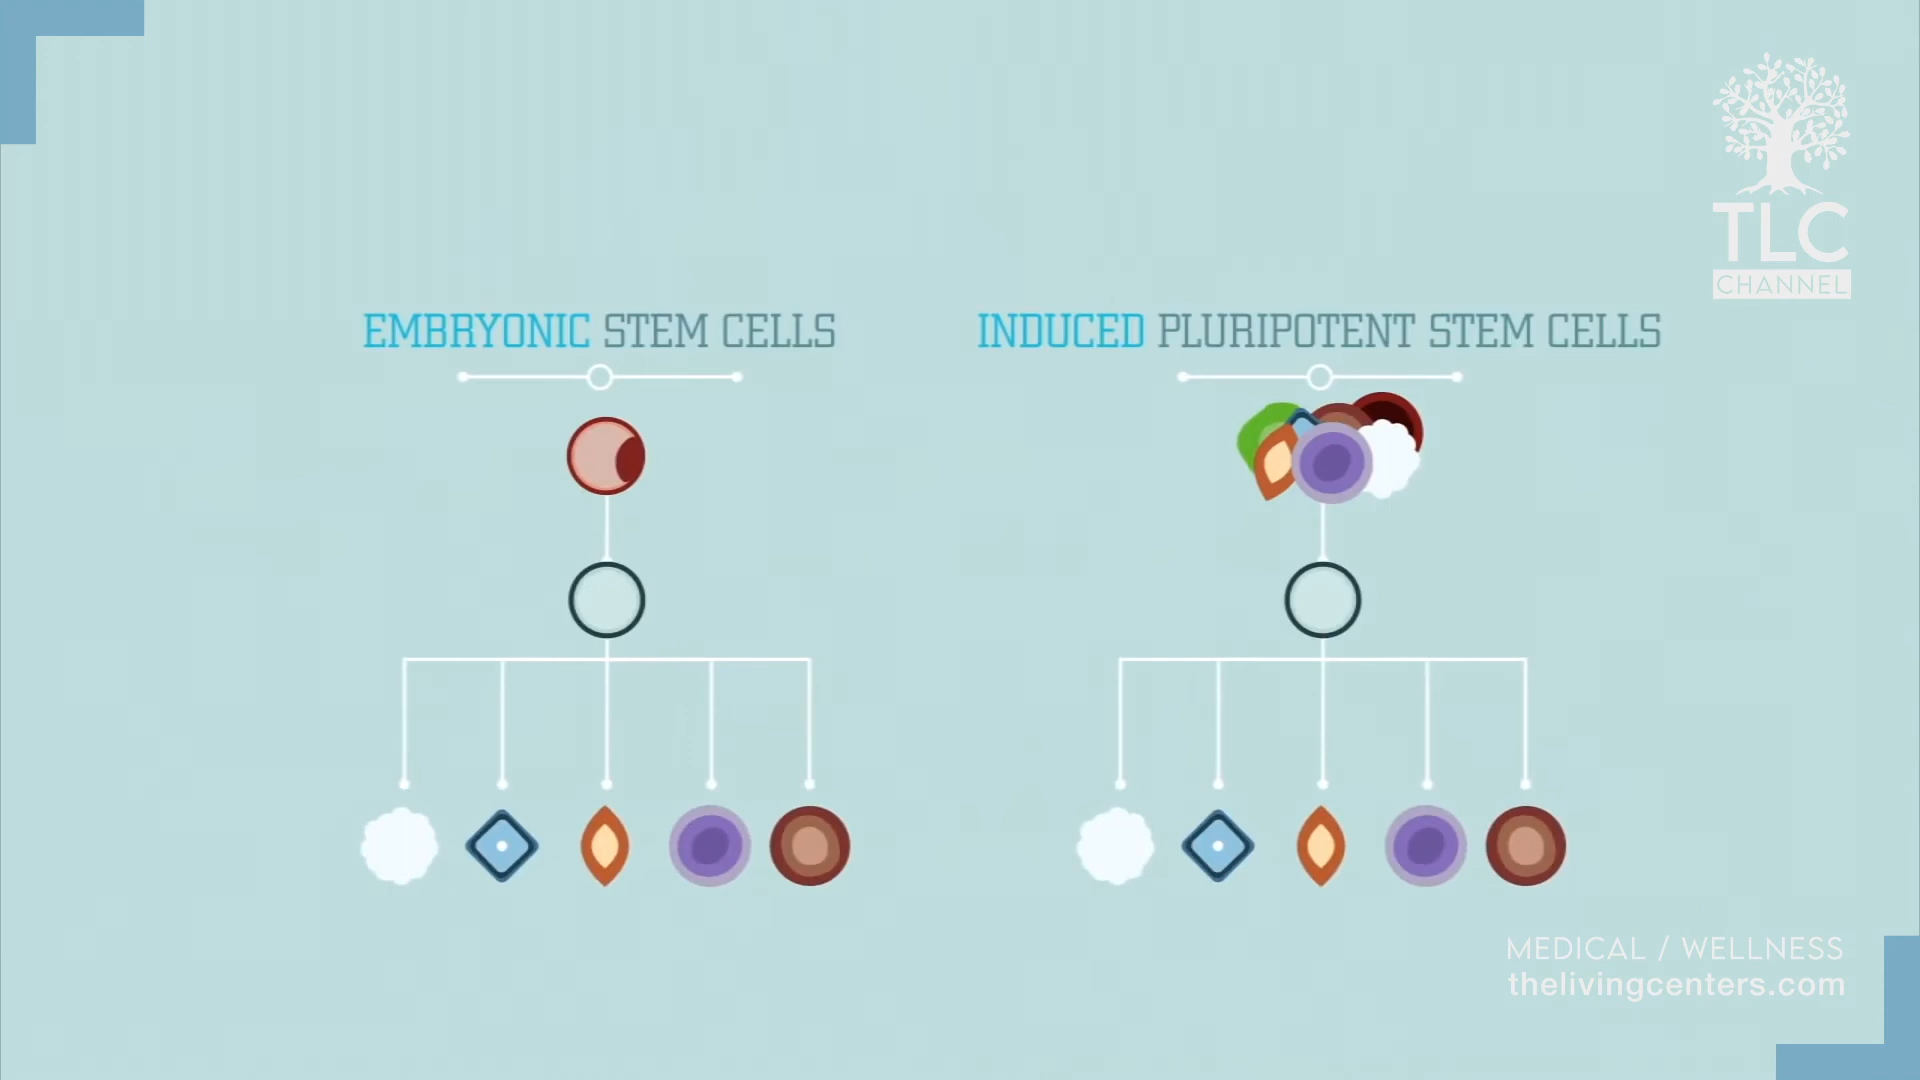 TLC
CHANNEL
EMBRYONIC STEM CELLS
INDUCED PLURIPOTENT STEM CELLS
MEDICAL / WELLNESS
thelivingcenters.com